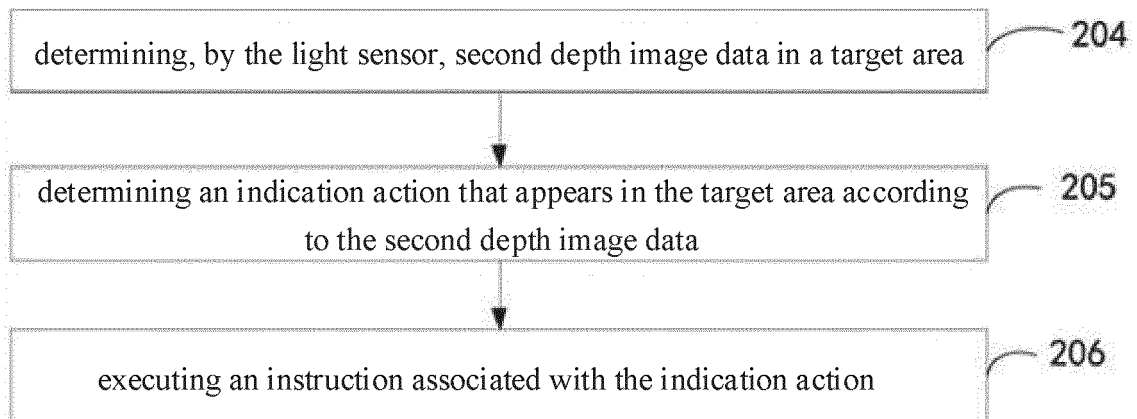 determining, by the light sensor, second depth image data in a target area
204
determining an indication action that appears in the target area according
to the second depth image data
205
executing an instruction associated with the indication action
206